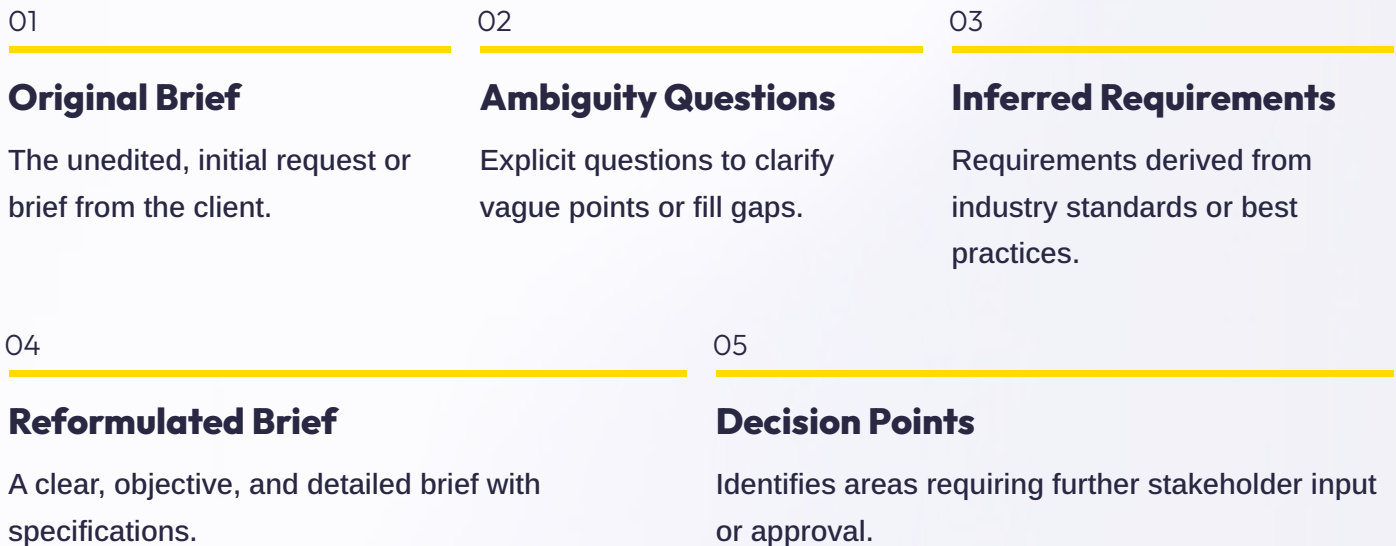 01
02
03
Original Brief
Ambiguity Questions
Inferred Requirements
The unedited, initial request or
brief from the client.
Explicit questions to clarify
vague points or fill gaps.
Requirements derived from
industry standards or best
practices.
04
05
Reformulated Brief
Decision Points
A clear, objective, and detailed brief with
specifications.
Identifies areas requiring further stakeholder input
or approval.